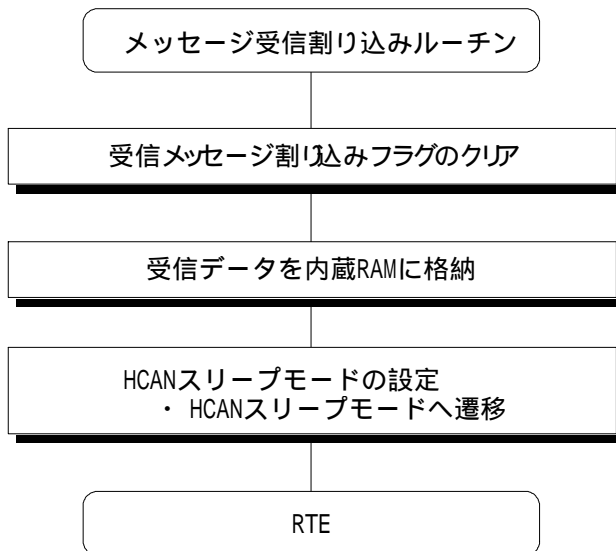 メッセージ受信割り込みルーチン
受信メッセージ割り込みフラグのクリア
受信データを内蔵RAMに格納
HCANスリープモードの設定
・ HCANスリープモードへ遷移
RTE